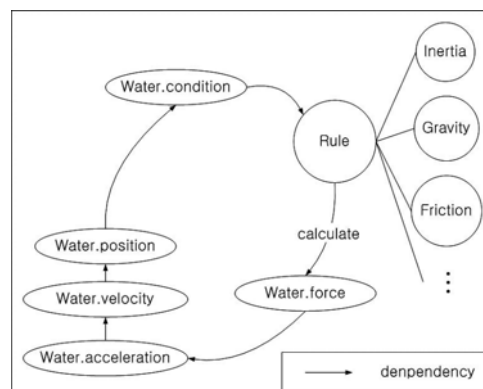 Inertia
Water.condition
Rule
Gravity
Friction
calculate
Water.position
Water.force
Water.velocity
Water.acceleration
denpendency